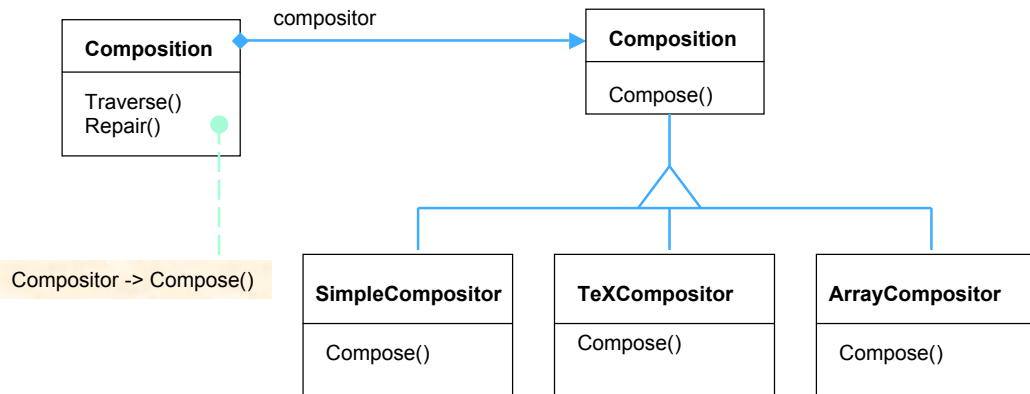 compositor
Composition
Traverse()
Repair()
Composition
Compose()
Compositor -> Compose()
SimpleCompositor
Compose()
TeXCompositor
Compose()
ArrayCompositor
Compose()